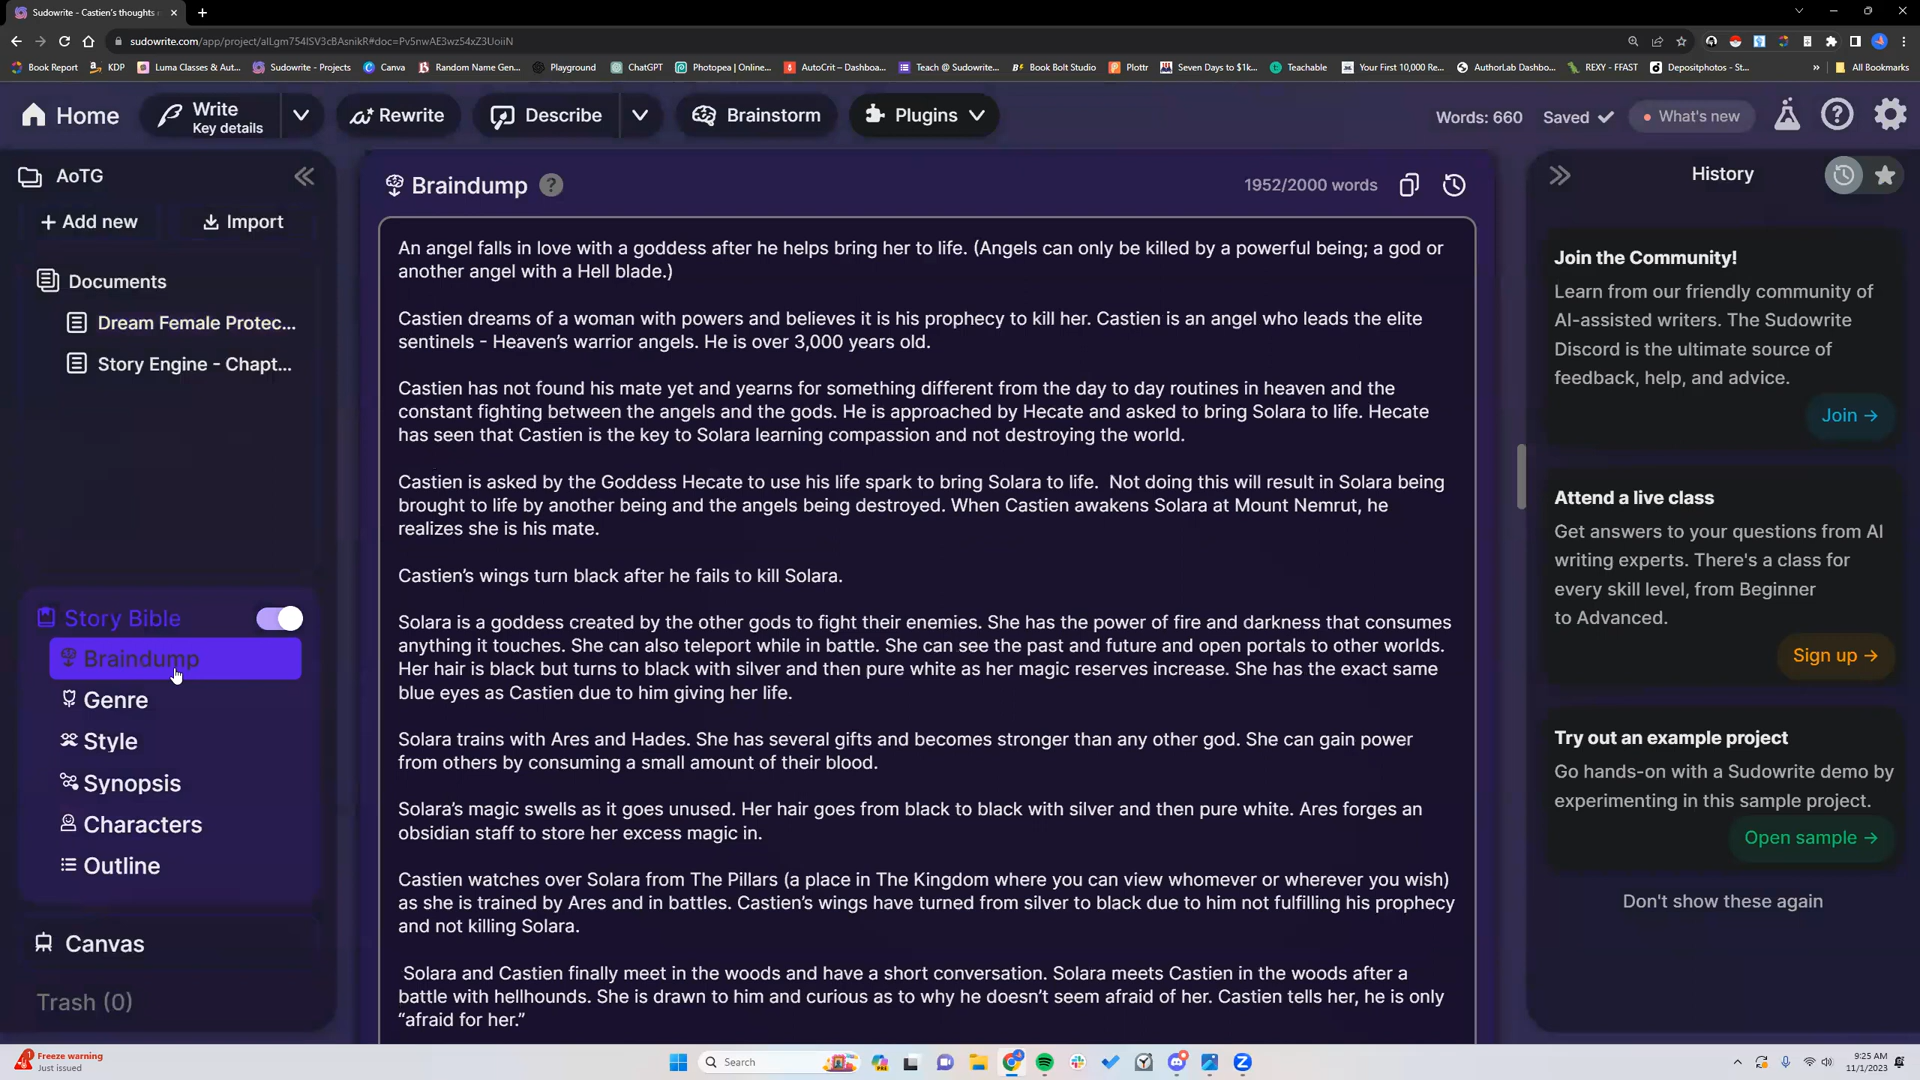 Sudowrite - Castien's thoughts
sudowrite.com/app/project/
Book Report
KDP
Luma Classes & Aut...
Sudowrite - Projects
Canva
Random Name Gen...
Playground
ChatGPT
Photopea | Online...
AutoCrit – Dashboa...
Teach @ Sudowrite...
Book Bolt Studio
Plottr
Seven Days to $1k...
Teachable
Your First 10,000 Re...
AuthorLab Dashbo...
REXY - FFAST
Depositphotos - St...
»
All Bookmarks
Home
Write
Key details
Rewrite
Describe
Brainstorm
Plugins
Words: 660
Saved
What's new
AoTG
+ Add new
Import
Documents
Dream Female Protec...
Story Engine - Chapt...
Story Bible
Braindump
Genre
Style
Synopsis
Characters
Outline
Canvas
Trash (0)
Braindump
?
1952/2000 words
An angel falls in love with a goddess after he helps bring her to life. (Angels can only be killed by a powerful being; a god or
another angel with a Hell blade.)
Castien dreams of a woman with powers and believes it is his prophecy to kill her. Castien is an angel who leads the elite
sentinels - Heaven's warrior angels. He is over 3,000 years old.
Castien has not found his mate yet and yearns for something different from the day to day routines in heaven and the
constant fighting between the angels and the gods. He is approached by Hecate and asked to bring Solara to life. Hecate
has seen that Castien is the key to Solara learning compassion and not destroying the world.
Castien is asked by the Goddess Hecate to use his life spark to bring Solara to life. Not doing this will result in Solara being
brought to life by another being and the angels being destroyed. When Castien awakens Solara at Mount Nemrut, he
realizes she is his mate.
Castien's wings turn black after he fails to kill Solara.
Solara is a goddess created by the other gods to fight their enemies. She has the power of fire and darkness that consumes
anything it touches. She can also teleport while in battle. She can see the past and future and open portals to other worlds.
Her hair is black but turns to black with silver and then pure white as her magic reserves increase. She has the exact same
blue eyes as Castien due to him giving her life.
Solara trains with Ares and Hades. She has several gifts and becomes stronger than any other god. She can gain power
from others by consuming a small amount of their blood.
Solara's magic swells as it goes unused. Her hair goes from black to black with silver and then pure white. Ares forges an
obsidian staff to store her excess magic in.
Castien watches over Solara from The Pillars (a place in The Kingdom where you can view whomever or wherever you wish)
as she is trained by Ares and in battles. Castien's wings have turned from silver to black due to him not fulfilling his prophecy
and not killing Solara.
Solara and Castien finally meet in the woods and have a short conversation. Solara meets Castien in the woods after a
battle with hellhounds. She is drawn to him and curious as to why he doesn't seem afraid of her. Castien tells her, he is only
“afraid for her.”
History
Join the Community!
Learn from our friendly community of
AI-assisted writers. The Sudowrite
Discord is the ultimate source of
feedback, help, and advice.
Join →
Attend a live class
Get answers to your questions from AI
writing experts. There's a class for
every skill level, from Beginner
to Advanced.
Sign up →
Try out an example project
Go hands-on with a Sudowrite demo by
experimenting in this sample project.
Open sample →
Don't show these again
Freeze warning
Just issued
Search
9:25 AM
11/1/2023